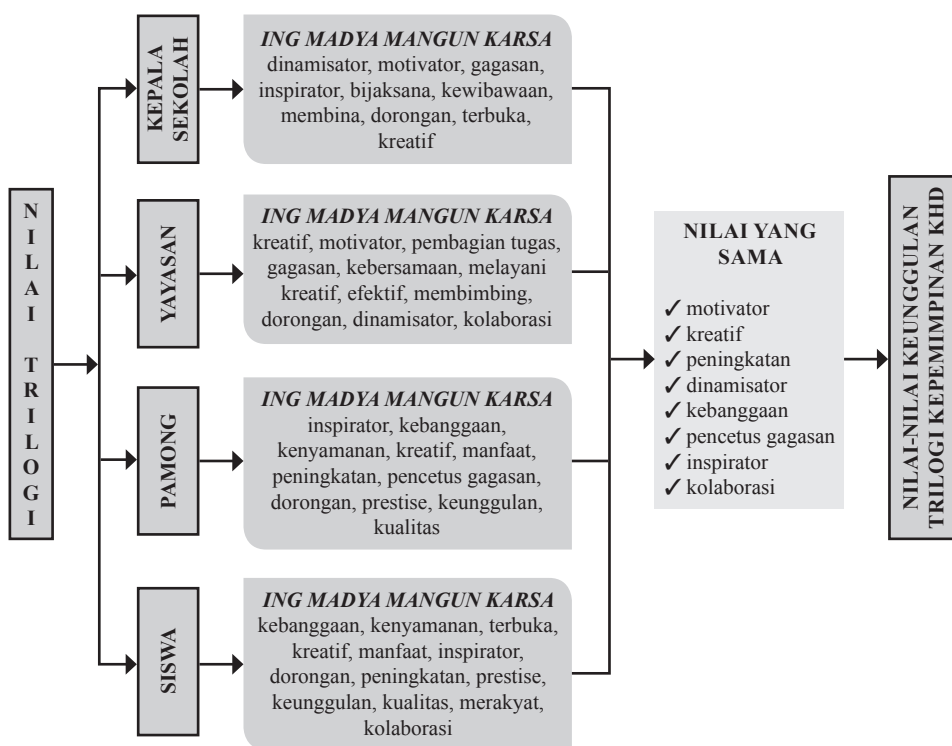 NILAI TRILOGI
KEPALA
SEKOLAH
ING MADYA MANGUN KARSA
dinamisator, motivator, gagasan,
inspirator, bijaksana, kewibawaan,
membina, dorongan, terbuka,
kreatif
YAYASAN
ING MADYA MANGUN KARSA
kreatif, motivator, pembagian tugas,
gagasan, kebersamaan, melayani
kreatif, efektif, membimbing,
dorongan, dinamisator, kolaborasi
PAMONG
ING MADYA MANGUN KARSA
inspirator, kebanggaan,
kenyamanan, kreatif, manfaat,
peningkatan, pencetus gagasan,
dorongan, prestise, keunggulan,
kualitas
SISWA
ING MADYA MANGUN KARSA
kebanggaan, kenyamanan, terbuka,
kreatif, manfaat, inspirator,
dorongan, peningkatan, prestise,
keunggulan, kualitas, merakyat,
kolaborasi
NILAI YANG
SAMA
✓ motivator
✓ kreatif
✓ peningkatan
✓ dinamisator
✓ kebanggaan
✓ pencetus gagasan
✓ inspirator
✓ kolaborasi
NILAI-NILAI KEUNGGULAN
TRILOGI KEPEMIMPINAN KHD